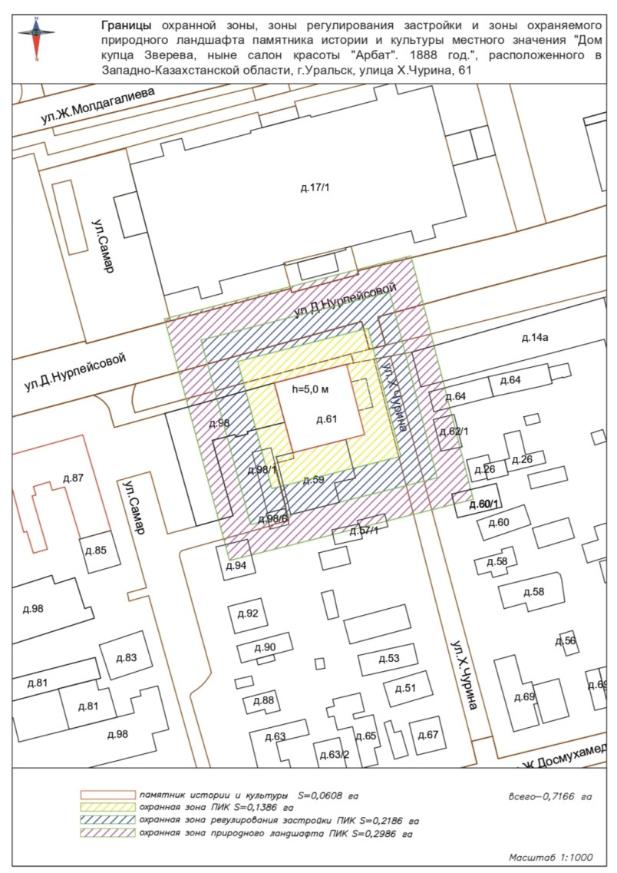 Границы охранной зоны, зоны регулирования застройки и зоны охраняемого
природного ландшафта памятника истории и культуры местного значения "Дом
купца Зверева, ныне салон красоты "Арбат". 1888 год.", расположенного в
Западно-Казахстанской области, г.Уральск, улица Х.Чурина, 61
ул.Ж.Молдагалиева
д.17/1
ул.Самар
ул.Д.Нурпейсовой
д.14а
ул.Д.Нурпейсовой
h=5,0 м
ул.Х.Чурина
д.64
д.64
д.98
д.61
д.62/1
д.87
д.98/1
д.59
д.26
д.26
ул.Самар
д.98/6
д.57/1
д.60/1
д.60
д.85
д.94
д.58
д.58
д.98
д.92
д.90
д.56
д.83
д.53
ул.Х.Чурина
д.81
д.51
д.69
д.81
д.88
д.98
д.63
д.65
д.67
д.63/2
Ж.Досмухамед
памятник истории и культуры S=0,0608 га
всего-0,7166 га
охранная зона ПИК S=0,1386 га
охранная зона регулирования застройки ПИК S=0,2186 га
охранная зона природного ландшафта ПИК S=0,2986 га
Масштаб 1:1000